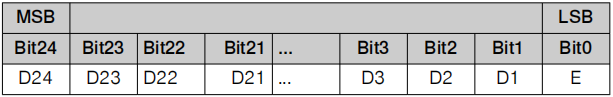 MSB LSB
Bit24 Bit23 Bit22 Bit21 ... Bit3 Bit2 Bit1 Bit0
D24 D23 D22 D21 ... D3 D2 D1 E